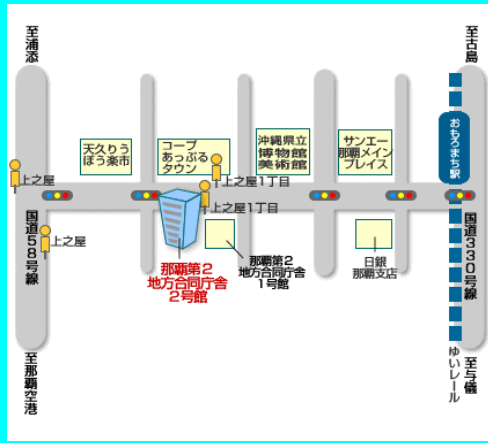 至浦添
至古島
天久りう
ぼう楽市
コープ
あっぷる
タウン
沖縄県立
博物館
美術館
サンエー
那覇メイン
プレイス
おもろまち駅
上之屋
上之屋1丁目
上之屋1丁目
上之屋
国道58号線
国道330号線
那覇第2
地方合同庁舎
2号館
那覇第2
地方合同庁舎
1号館
日銀
那覇支店
ゆいレール
至那覇空港
至与儀